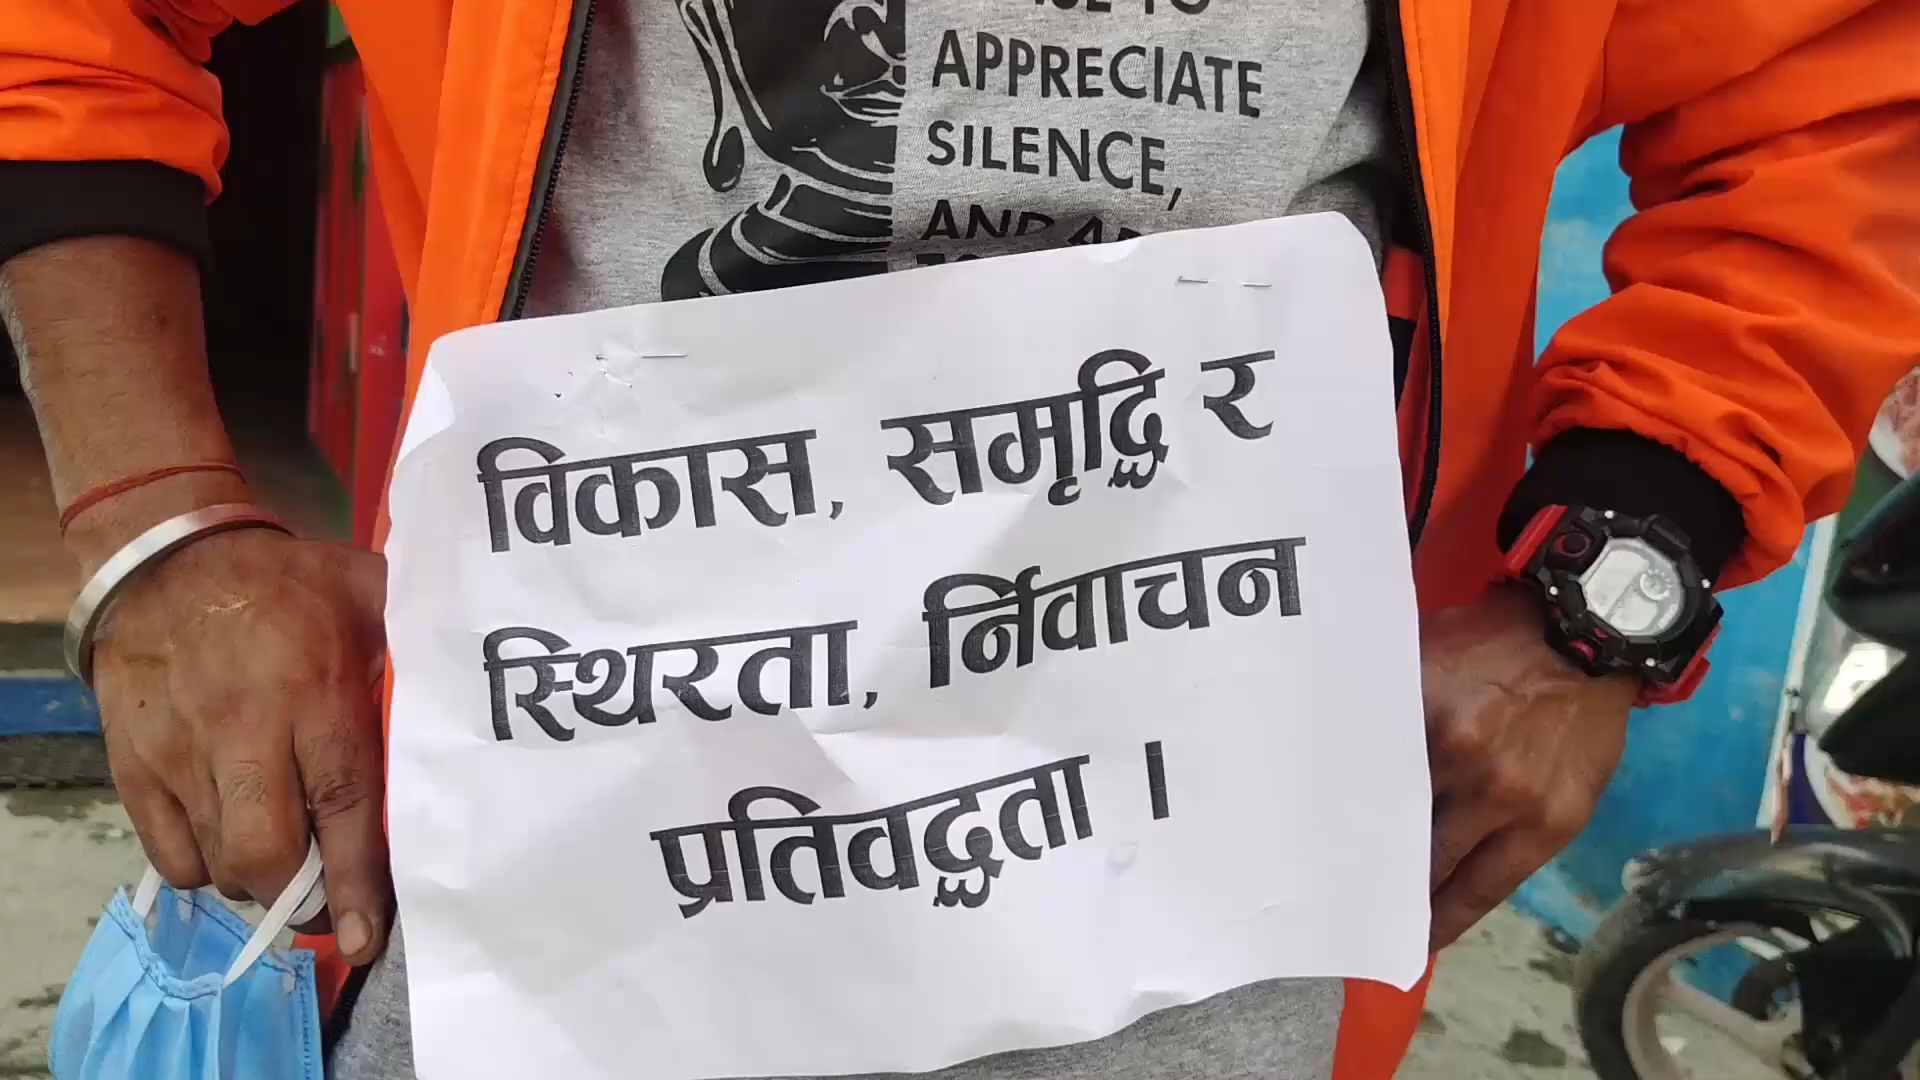 APPRECIATE
SILENCE,
विकास, समृद्धि र
स्थिरता, र्निवाचन
प्रतिवद्धता ।